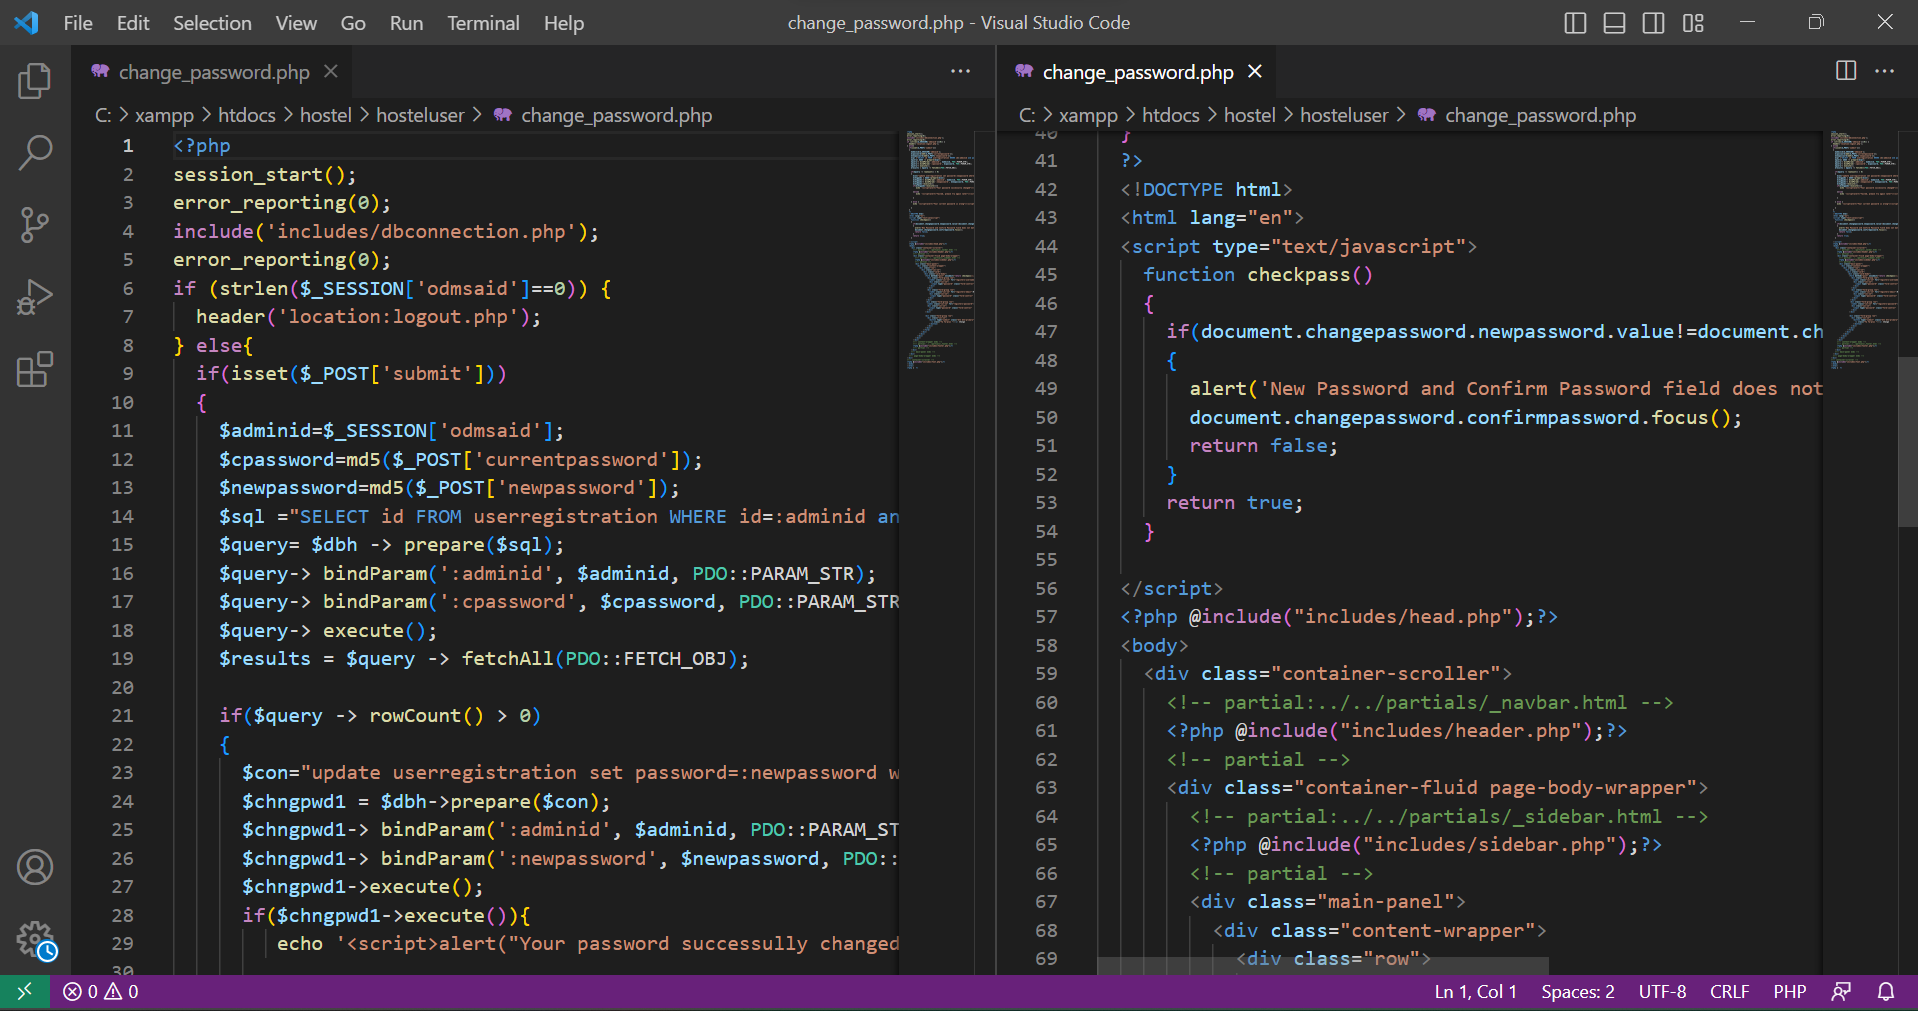 File Edit Selection View Go Run Terminal Help
change_password.php - Visual Studio Code
change_password.php
C: > xampp > htdocs > hostel > hosteluser > change_password.php
1 <?php
2 session_start();
3 error_reporting(0);
4 include('includes/dbconnection.php');
5 error_reporting(0);
6 if (strlen($_SESSION['odmsaid']==0)) {
7 header('location:logout.php');
8 } else{
9 if(isset($_POST['submit']))
10 {
11 $adminid=$_SESSION['odmsaid'];
12 $cpassword=md5($_POST['currentpassword']);
13 $newpassword=md5($_POST['newpassword']);
14 $sql ="SELECT id FROM userregistration WHERE id=:adminid an
15 $query= $dbh -> prepare($sql);
16 $query-> bindParam(':adminid', $adminid, PDO::PARAM_STR);
17 $query-> bindParam(':cpassword', $cpassword, PDO::PARAM_STR
18 $query-> execute();
19 $results = $query -> fetchAll(PDO::FETCH_OBJ);
20
21 if($query -> rowCount() > 0)
22 {
23 $con="update userregistration set password=:newpassword w
24 $chngpwd1 = $dbh->prepare($con);
25 $chngpwd1-> bindParam(':adminid', $adminid, PDO::PARAM_ST
26 $chngpwd1-> bindParam(':newpassword', $newpassword, PDO::
27 $chngpwd1->execute();
28 if($chngpwd1->execute()){
29 echo '<script>alert("Your password successully changed
30
change_password.php
C: > xampp > htdocs > hostel > hosteluser > change_password.php
40 }
41 ?>
42 <!DOCTYPE html>
43 <html lang="en">
44 <script type="text/javascript">
45 function checkpass()
46 {
47 if(document.changepassword.newpassword.value!=document.ch
48 {
49 alert('New Password and Confirm Password field does not
50 document.changepassword.confirmpassword.focus();
51 return false;
52 }
53 return true;
54 }
55
56 </script>
57 <?php @include("includes/head.php");?>
58 <body>
59 <div class="container-scroller">
60 <!-- partial:../../partials/_navbar.html -->
61 <?php @include("includes/header.php");?>
62 <!-- partial -->
63 <div class="container-fluid page-body-wrapper">
64 <!-- partial:../../partials/_sidebar.html -->
65 <?php @include("includes/sidebar.php");?>
66 <!-- partial -->
67 <div class="main-panel">
68 <div class="content-wrapper">
69 <div class="row">
0 0
Ln 1, Col 1 Spaces: 2 UTF-8 CRLF PHP